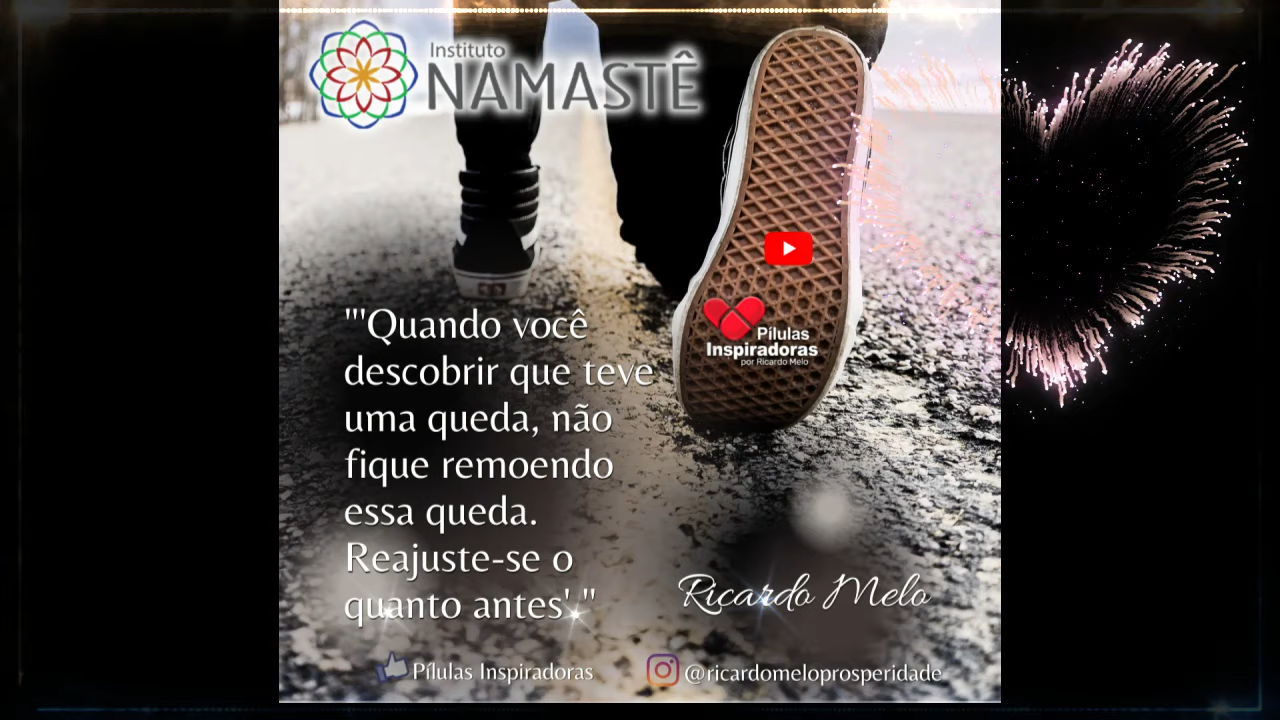 Instituto
NAMASTÊ
Pílulas
Inspiradoras
por Ricardo Melo
"'Quando você
descobrir que teve
uma queda, não
fique remoendo
essa queda.
Reajuste-se o
quanto antes'."
Ricardo Melo
Pílulas Inspiradoras
@ricardomeloprosperidade